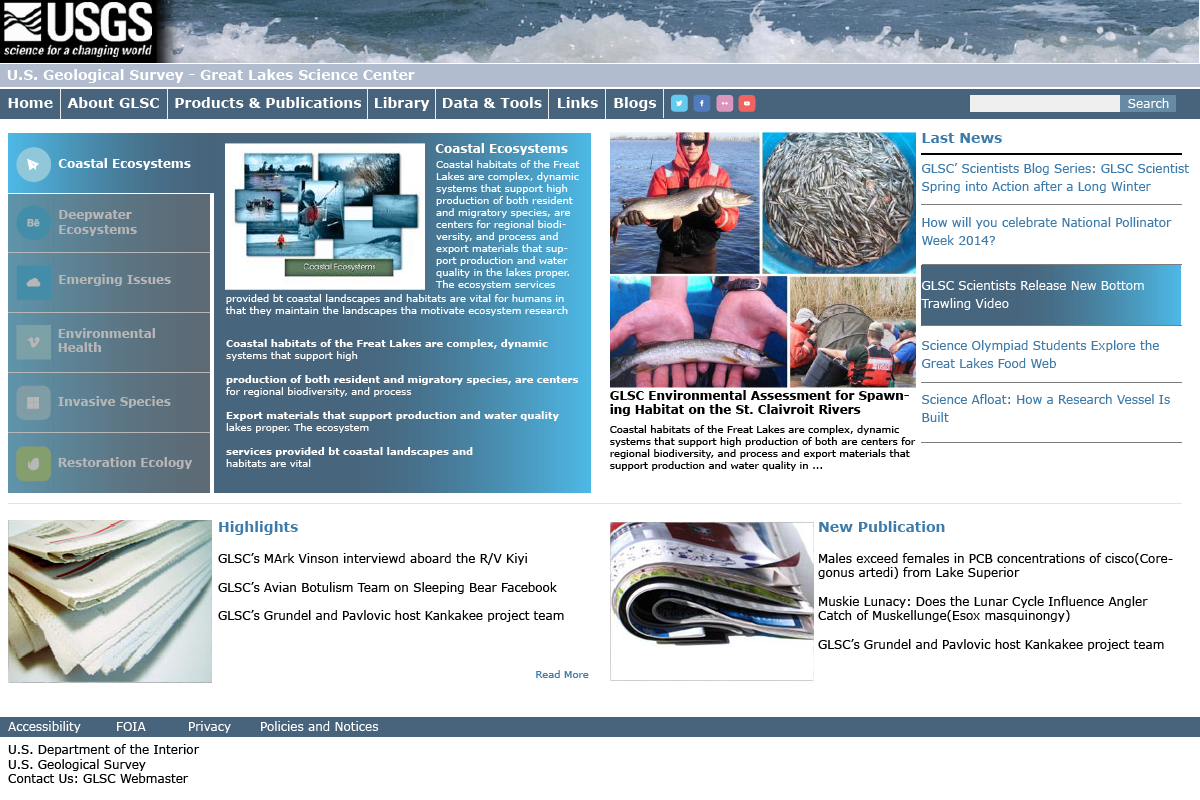 USGS
science for a changing world
U.S. Geological Survey - Great Lakes Science Center
Home About GLSC Products & Publications Library Data & Tools Links Blogs Search
Coastal Ecosystems
Bē Deepwater
Ecosystems
Emerging Issues
Environmental
Health
Invasive Species
Restoration Ecology
Coastal Ecosystems
Coastal Ecosystems
Coastal habitats of the Freat
Lakes are complex, dynamic
systems that support high
production of both resident
and migratory species, are
centers for regional biodi-
versity, and process and
export materials that sup-
port production and water
quality in the lakes proper.
The ecosystem services
provided bt coastal landscapes and habitats are vital for humans in
that they maintain the landscapes tha motivate ecosystem research
Coastal habitats of the Freat Lakes are complex, dynamic
systems that support high
production of both resident and migratory species, are centers
for regional biodiversity, and process
Export materials that support production and water quality
lakes proper. The ecosystem
services provided bt coastal landscapes and
habitats are vital
GLSC Environmental Assessment for Spawn-
ing Habitat on the St. Clairvroit Rivers
Coastal habitats of the Freat Lakes are complex, dynamic
systems that support high production of both are centers for
regional biodiversity, and process and export materials that
support production and water quality in ...
Last News
GLSC’ Scientists Blog Series: GLSC Scientist
Spring into Action after a Long Winter
How will you celebrate National Pollinator
Week 2014?
GLSC Scientists Release New Bottom
Trawling Video
Science Olympiad Students Explore the
Great Lakes Food Web
Science Afloat: How a Research Vessel Is
Built
Highlights
GLSC’s MArk Vinson interviewd aboard the R/V Kiyi
GLSC’s Avian Botulism Team on Sleeping Bear Facebook
GLSC’s Grundel and Pavlovic host Kankakee project team
Read More
New Publication
Males exceed females in PCB concentrations of cisco(Core-
gonus artedi) from Lake Superior
Muskie Lunacy: Does the Lunar Cycle Influence Angler
Catch of Muskellunge(Esox masquinongy)
GLSC’s Grundel and Pavlovic host Kankakee project team
Accessibility FOIA Privacy Policies and Notices
U.S. Department of the Interior
U.S. Geological Survey
Contact Us: GLSC Webmaster